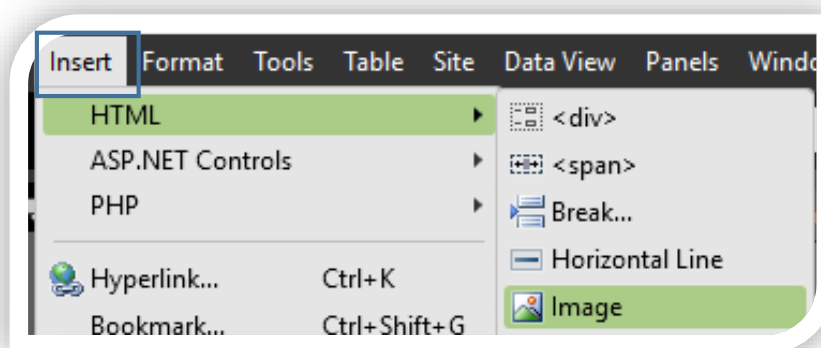 Insert Format Tools Table Site Data View Panels Windo
HTML
ASP.NET Controls
PHP
Hyperlink... Ctrl+K
Bookmark... Ctrl+Shift+G
<div>
<span>
Break...
Horizontal Line
Image